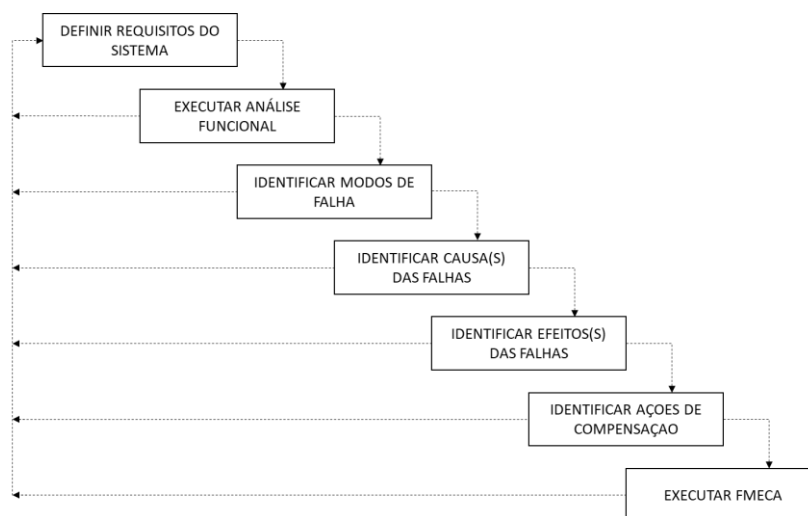 DEFINIR REQUISITOS DO
SISTEMA
EXECUTAR ANÁLISE
FUNCIONAL
IDENTIFICAR MODOS DE
FALHA
IDENTIFICAR CAUSA(S)
DAS FALHAS
IDENTIFICAR EFEITOS(S)
DAS FALHAS
IDENTIFICAR AÇOES DE
COMPENSAÇAO
EXECUTAR FMECA